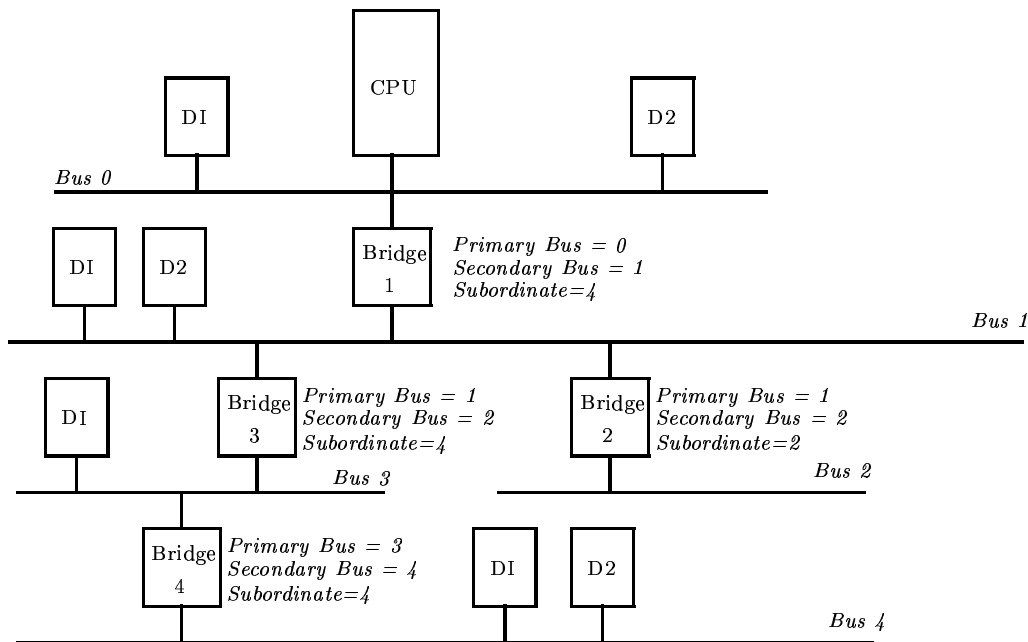 CPU
DI
D2
Bus 0
DI
D2
Bridge
1
Primary Bus = 0
Secondary Bus = 1
Subordinate=4
Bus 1
DI
Bridge
3
Primary Bus = 1
Secondary Bus = 2
Subordinate=4
Bridge
2
Primary Bus = 1
Secondary Bus = 2
Subordinate=2
Bus 3
Bus 2
Bridge
4
Primary Bus = 3
Secondary Bus = 4
Subordinate=4
DI
D2
Bus 4